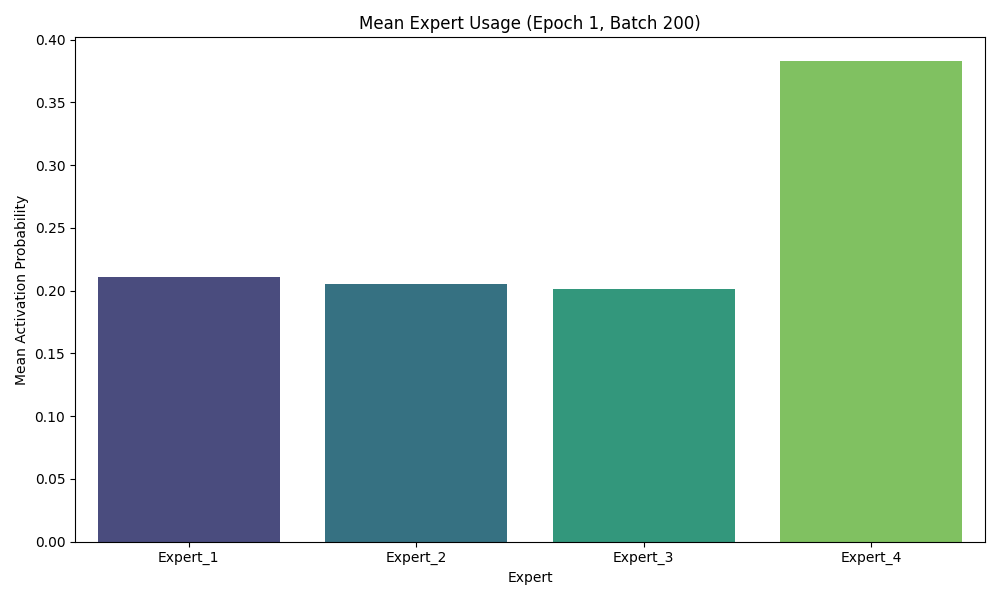 Mean Expert Usage (Epoch 1, Batch 200)
Mean Activation Probability
0.40
0.35
0.30
0.25
0.20
0.15
0.10
0.05
0.00
Expert_1 Expert_2 Expert_3 Expert_4
Expert